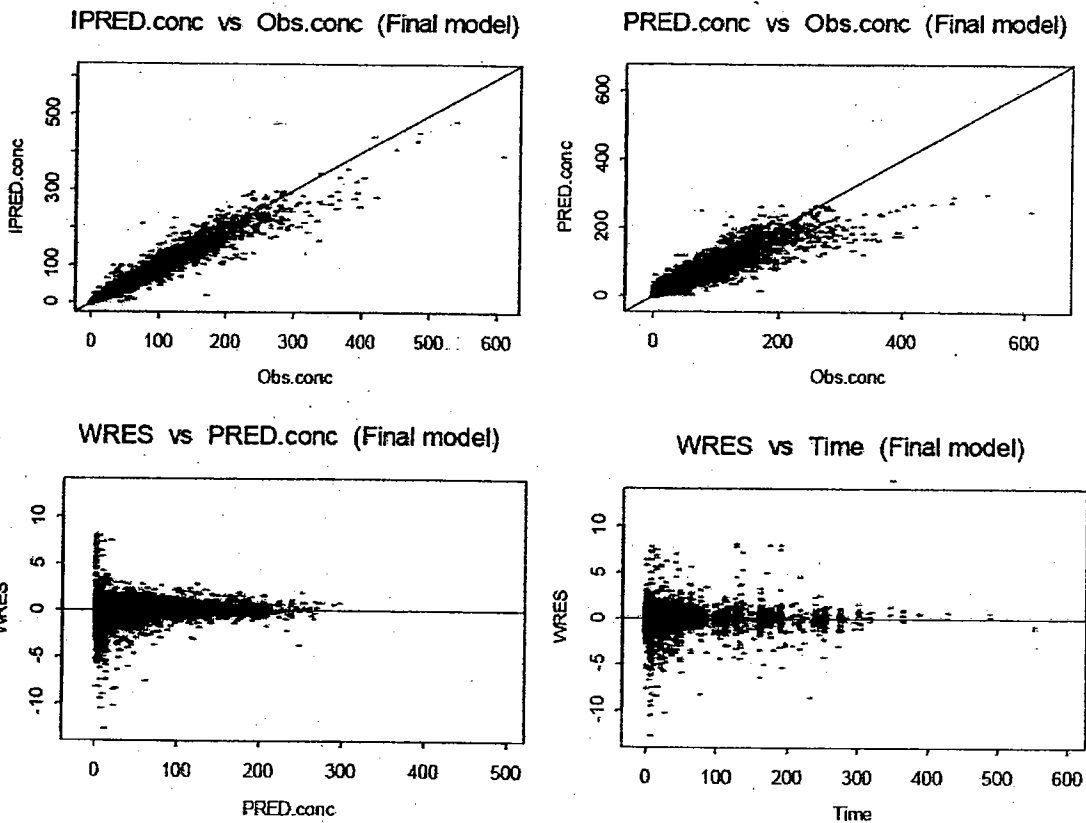 IPRED.conc vs Obs.conc (Final model)
500
300
100
0
IPRED.conc
0 100 200 300 400 500 600
Obs.conc
PRED.conc vs Obs.conc (Final model)
600
400
200
0
PRED.conc
0 200 400 600
Obs.conc
WRES vs PRED.conc (Final model)
10
5
0
-5
-10
WRES
0 100 200 300 400 500
PRED.conc
WRES vs Time (Final model)
10
5
0
-5
-10
WRES
0 100 200 300 400 500 600
Time